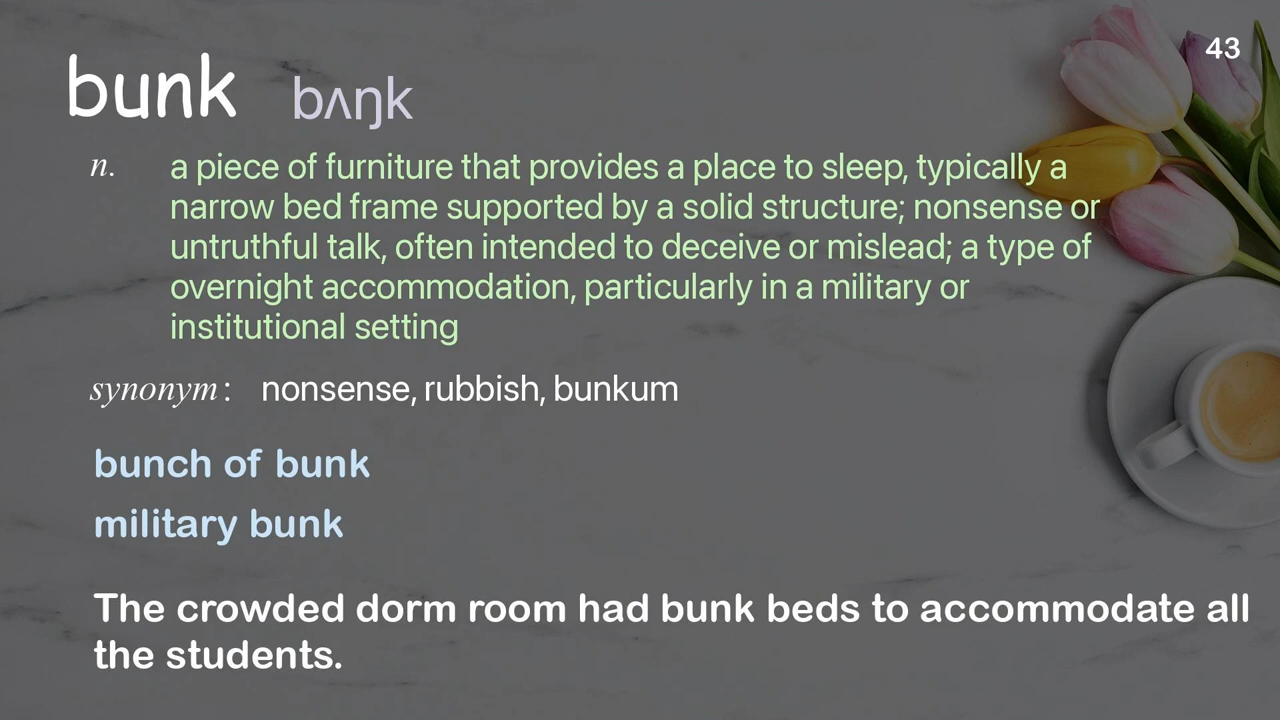 43
bunk bʌŋk
n. a piece of furniture that provides a place to sleep, typically a
narrow bed frame supported by a solid structure; nonsense or
untruthful talk, often intended to deceive or mislead; a type of
overnight accommodation, particularly in a military or
institutional setting
synonym: nonsense, rubbish, bunkum
bunch of bunk
military bunk
The crowded dorm room had bunk beds to accommodate all
the students.